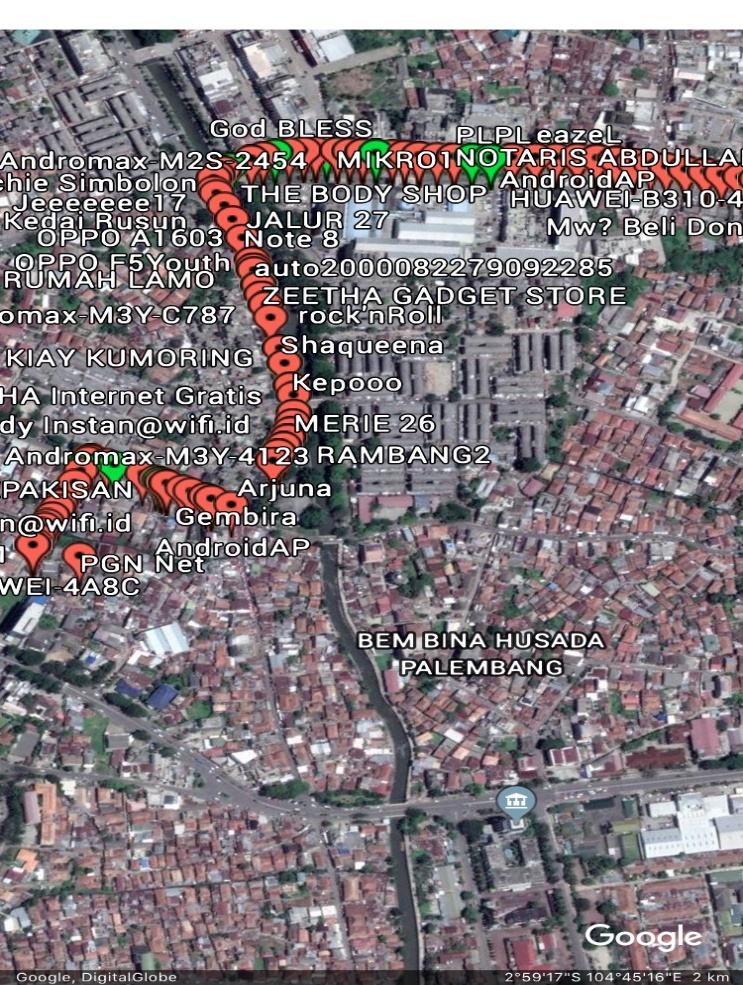 God BLESS
PLPL eazeL
Andromax-M2S-2454
MIKRO1NOTARIS ABDULLA
chie Simbolon
AndroidAP
Jeeeeeee17
THE BODY SHOP
HUAWEI-B310-4
Kedai Rusun
JALUR 27
Mw? Beli Don
OPPO A1603
Note 8
OPPO F5Youth
auto2000082279092285
RUMAH LAMO
ZEETHA GADGET STORE
omax-M3Y-C787
rock'nRoll
KIAY KUMORING
Shaqueena
HA Internet Gratis
Kepooo
dy Instan@wifi.id
MERIE 26
Andromax-M3Y-4123
RAMBANG2
PAKISAN
Arjuna
n@wifi.id
Gembira
AndroidAP
PGN Net
WEI-4A8C
BEM BINA HUSADA
PALEMBANG
Google
Google, DigitalGlobe
2°59'17"S 104°45'16"E 2 km